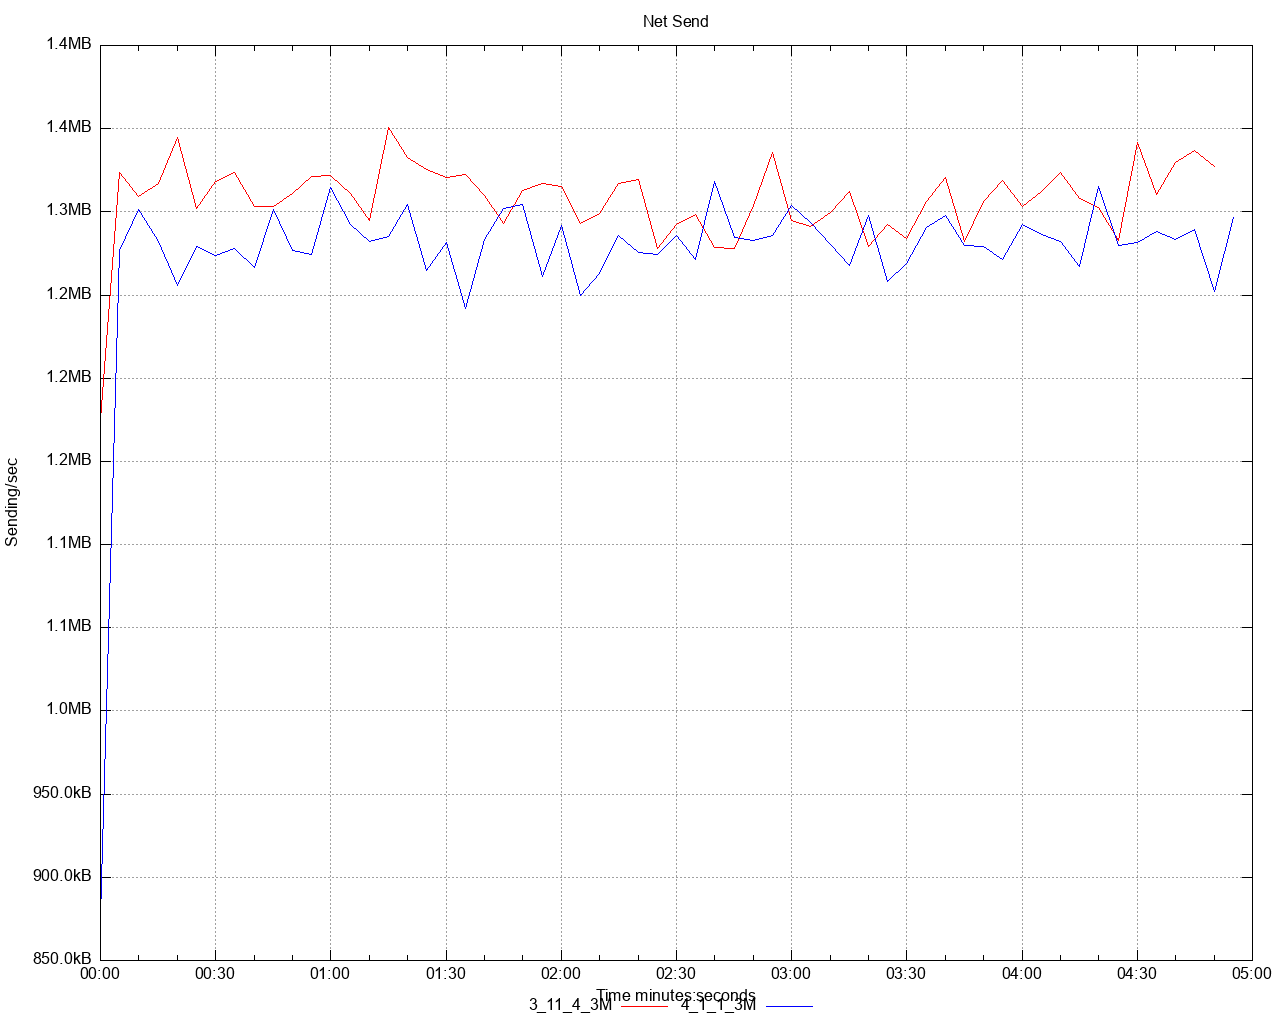 Net Send
1.4MB
1.4MB
1.3MB
1.2MB
1.2MB
1.2MB
1.1MB
1.1MB
1.0MB
950.0kB
900.0kB
850.0kB
Sending/sec
00:00 00:30 01:00 01:30 02:00 02:30 03:00 03:30 04:00 04:30 05:00
Time minutes:seconds
3_11_4_3M 4_1_1_3M